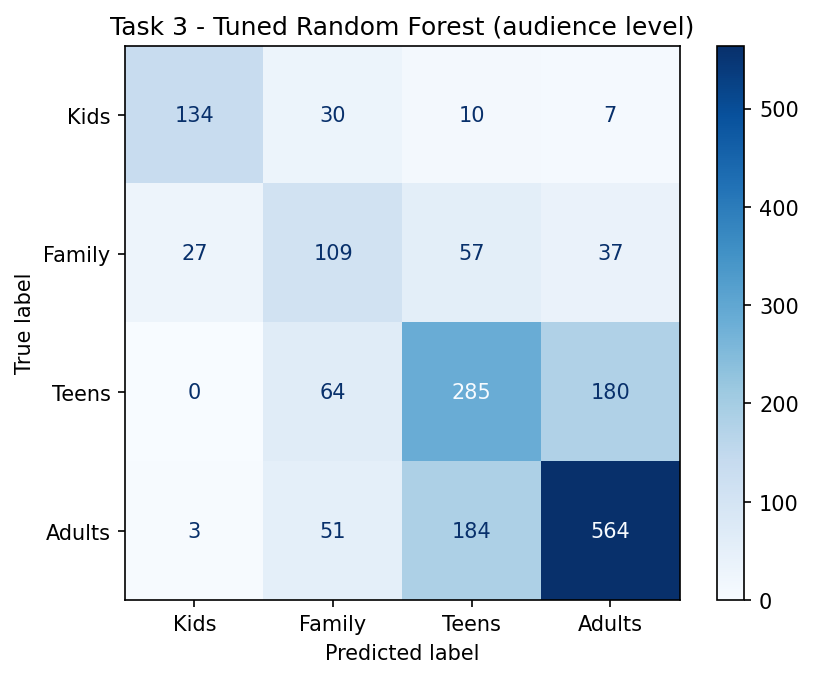 Task 3 - Tuned Random Forest (audience level)
Kids 134 30 10 7
Family 27 109 57 37
Teens 0 64 285 180
Adults 3 51 184 564
Kids Family Teens Adults
Predicted label
True label
500
400
300
200
100
0